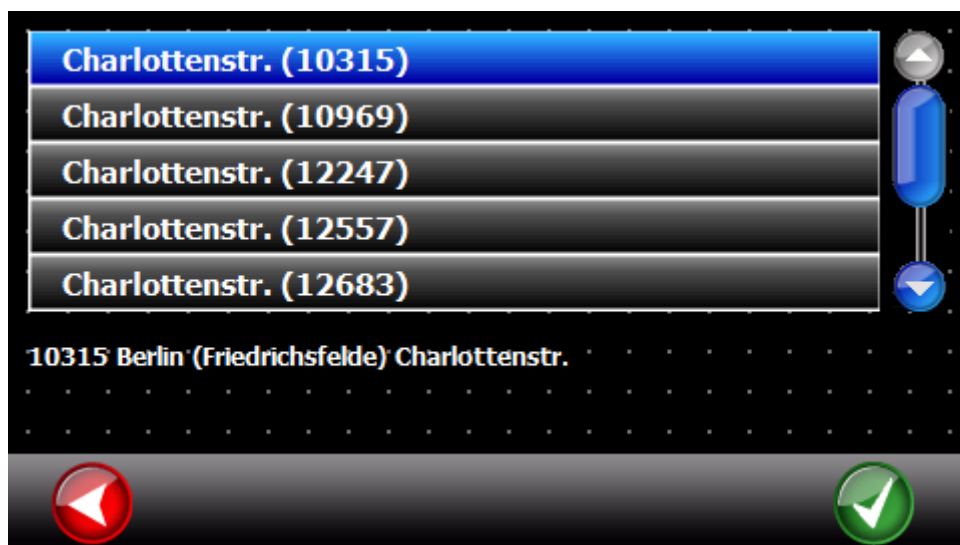 Charlottenstr. (10315)
Charlottenstr. (10969)
Charlottenstr. (12247)
Charlottenstr. (12557)
Charlottenstr. (12683)
10315 Berlin (Friedrichsfelde) Charlottenstr.